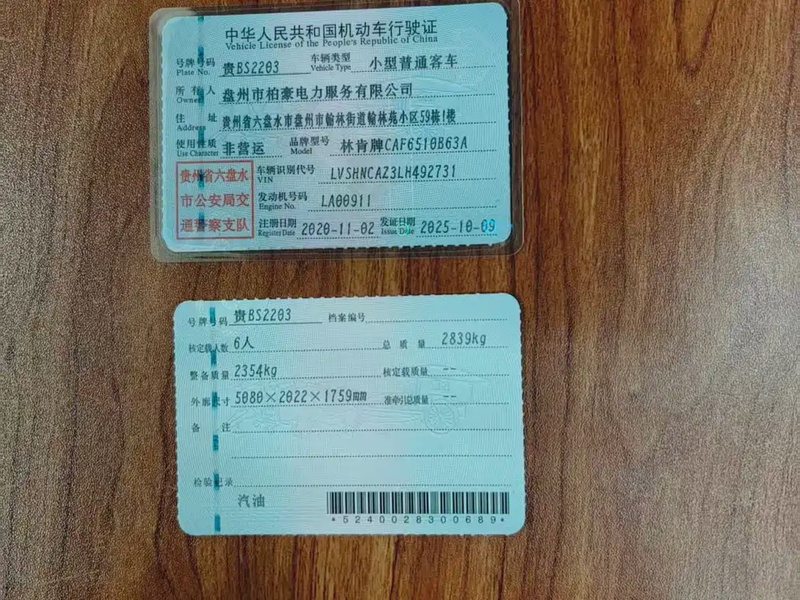 中华人民共和国机动车行驶证
Vehicle License of the People's Republic of China
号牌号码 贵BS2203 车辆类型 小型普通客车
Plate No. Vehicle Type
所有人 盘州市柏豪电力服务有限公司
Owner
住址 贵州省六盘水市盘州市翰林街道翰林苑小区59栋1楼
Address
使用性质 非营运 品牌型号 林肯牌CAF6510B63A
Use Character Model
贵州省六盘水
市公安局交
通警察支队
车辆识别代号 LVSHNCAZ3LH492731
VIN
发动机号码 LA00911
Engine No.
注册日期 2020-11-02 发证日期 2025-10-09
Register Date Issue Date
号牌号码 贵BS2203 档案编号
核定载人数 6人 总质量 2839kg
整备质量 2354kg 核定载质量 --
外廓尺寸 5080×2022×1759mm 准牵引总质量 --
备注
检验记录
汽油
*5240028300689*